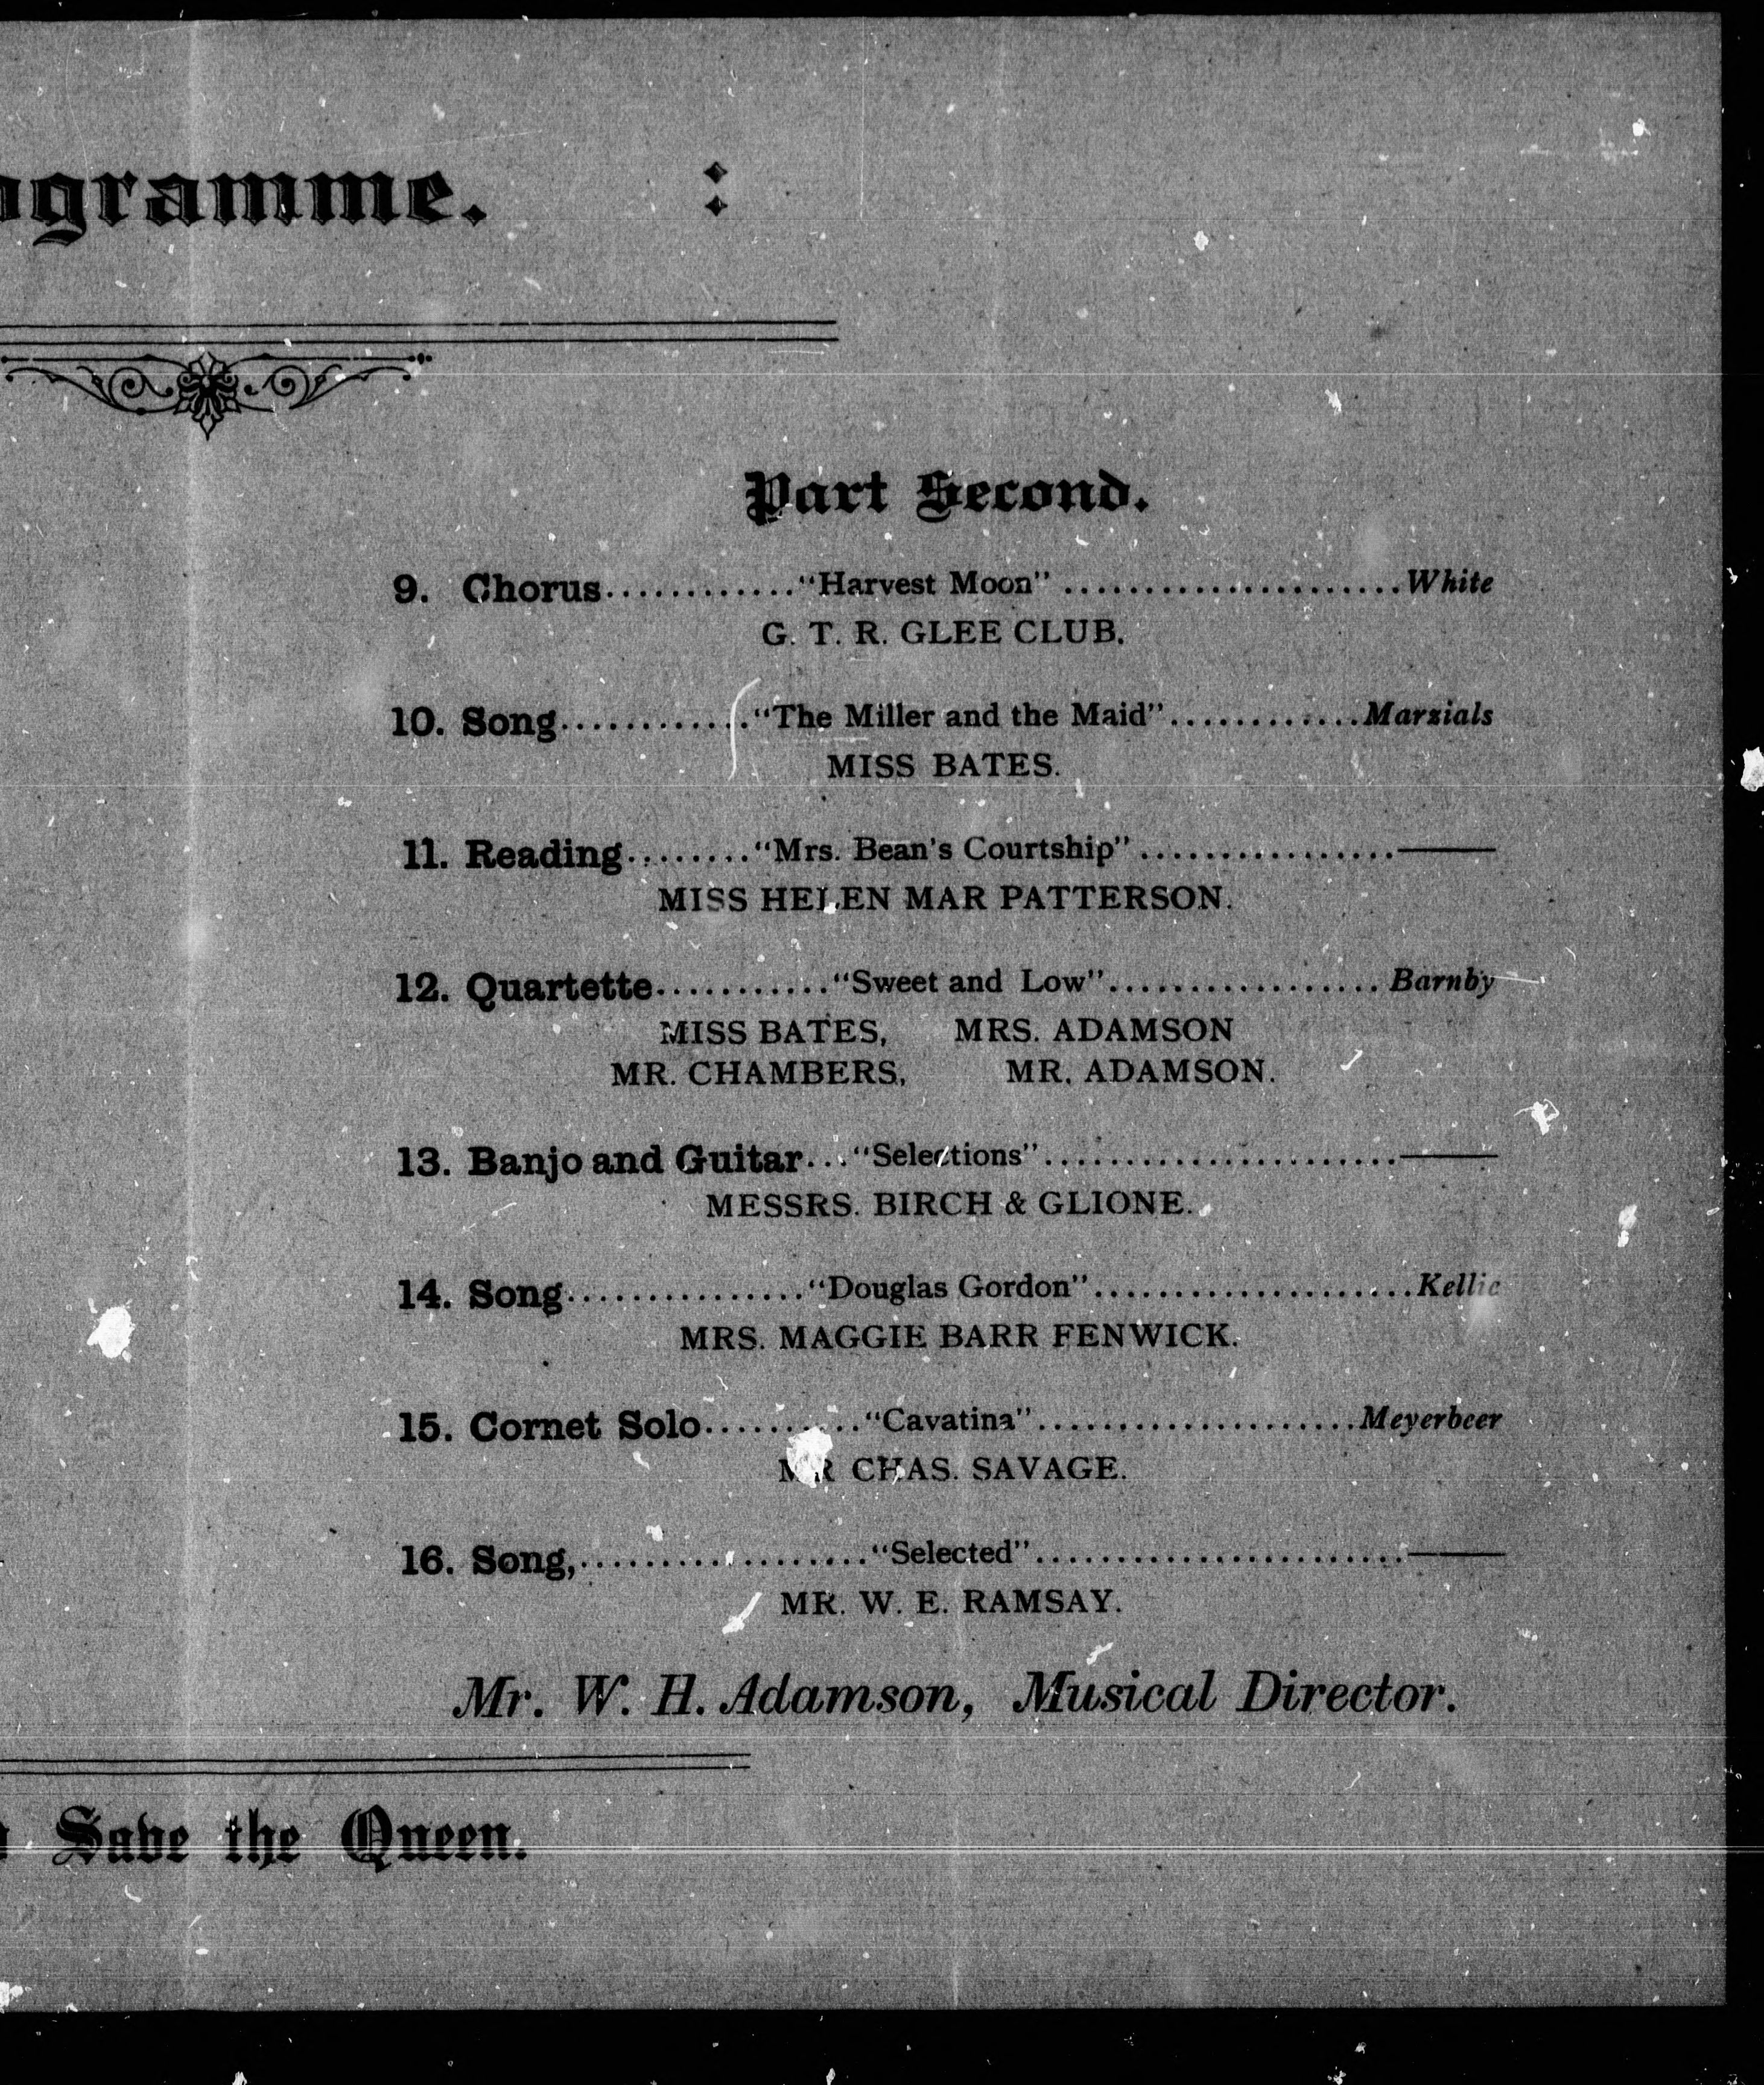 ogramme. :
Part Second.
9. Chorus............"Harvest Moon" .....................White
G. T. R. GLEE CLUB.
10. Song............"The Miller and the Maid"............Marzials
MISS BATES.
11. Reading........"Mrs. Bean's Courtship" ................———
MISS HELEN MAR PATTERSON.
12. Quartette..........."Sweet and Low".................Barnby
MISS BATES, MRS. ADAMSON
MR. CHAMBERS, MR. ADAMSON.
13. Banjo and Guitar..."Selections"......................———
MESSRS. BIRCH & GLIONE.
14. Song..............."Douglas Gordon"....................Kellie
MRS. MAGGIE BARR FENWICK.
15. Cornet Solo.........."Cavatina"....................Meyerbeer
MR CHAS. SAVAGE.
16. Song,.................."Selected".......................———
MR. W. E. RAMSAY.
Mr. W. H. Adamson, Musical Director.
Save the Queen.